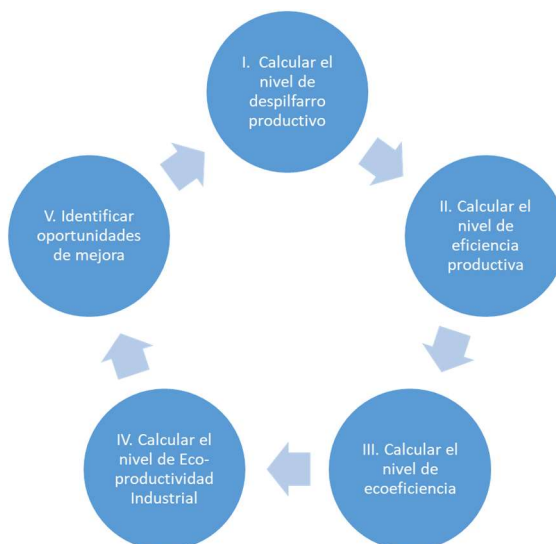 I. Calcular el
nivel de
despilfarro
productivo
II. Calcular el
nivel de
eficiencia
productiva
III. Calcular el
nivel de
ecoeficiencia
IV. Calcular el
nivel de Eco-
productividad
Industrial
V. Identificar
oportunidades
de mejora